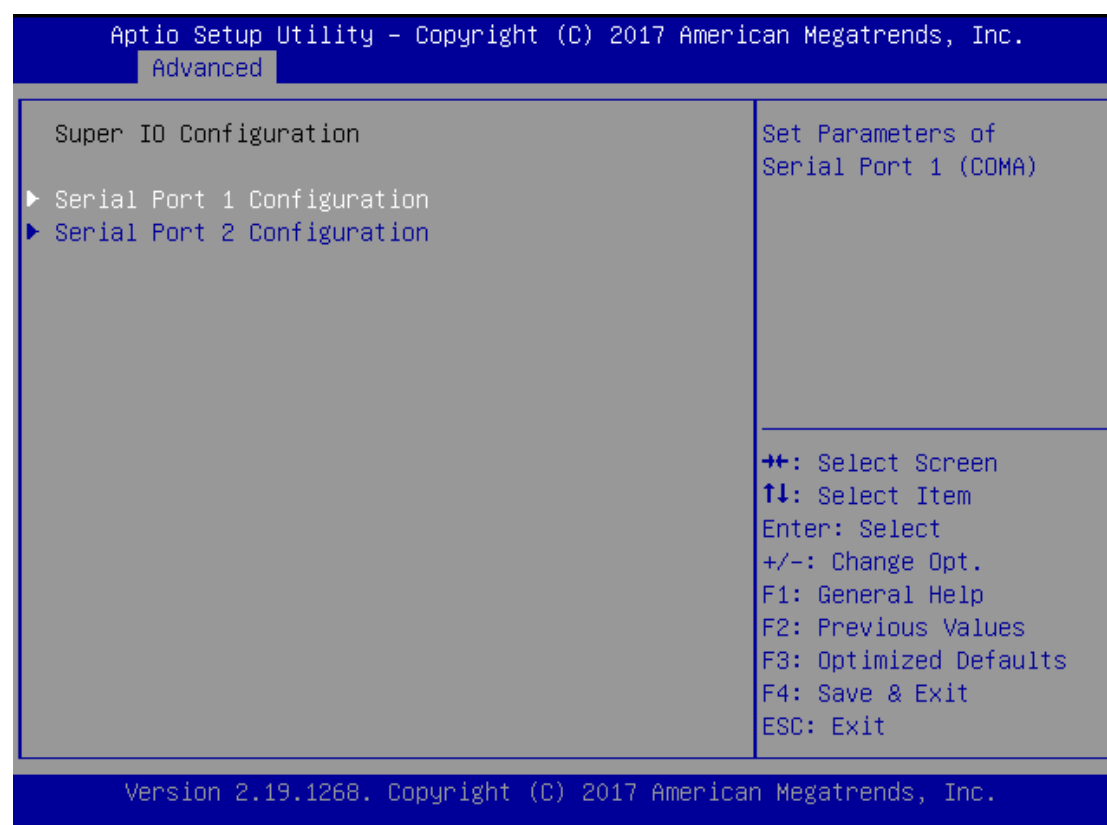 Aptio Setup Utility – Copyright (C) 2017 American Megatrends, Inc.
Advanced
Super IO Configuration
▶ Serial Port 1 Configuration
▶ Serial Port 2 Configuration
Set Parameters of
Serial Port 1 (COMA)
→←: Select Screen
↑↓: Select Item
Enter: Select
+/-: Change Opt.
F1: General Help
F2: Previous Values
F3: Optimized Defaults
F4: Save & Exit
ESC: Exit
Version 2.19.1268. Copyright (C) 2017 American Megatrends, Inc.